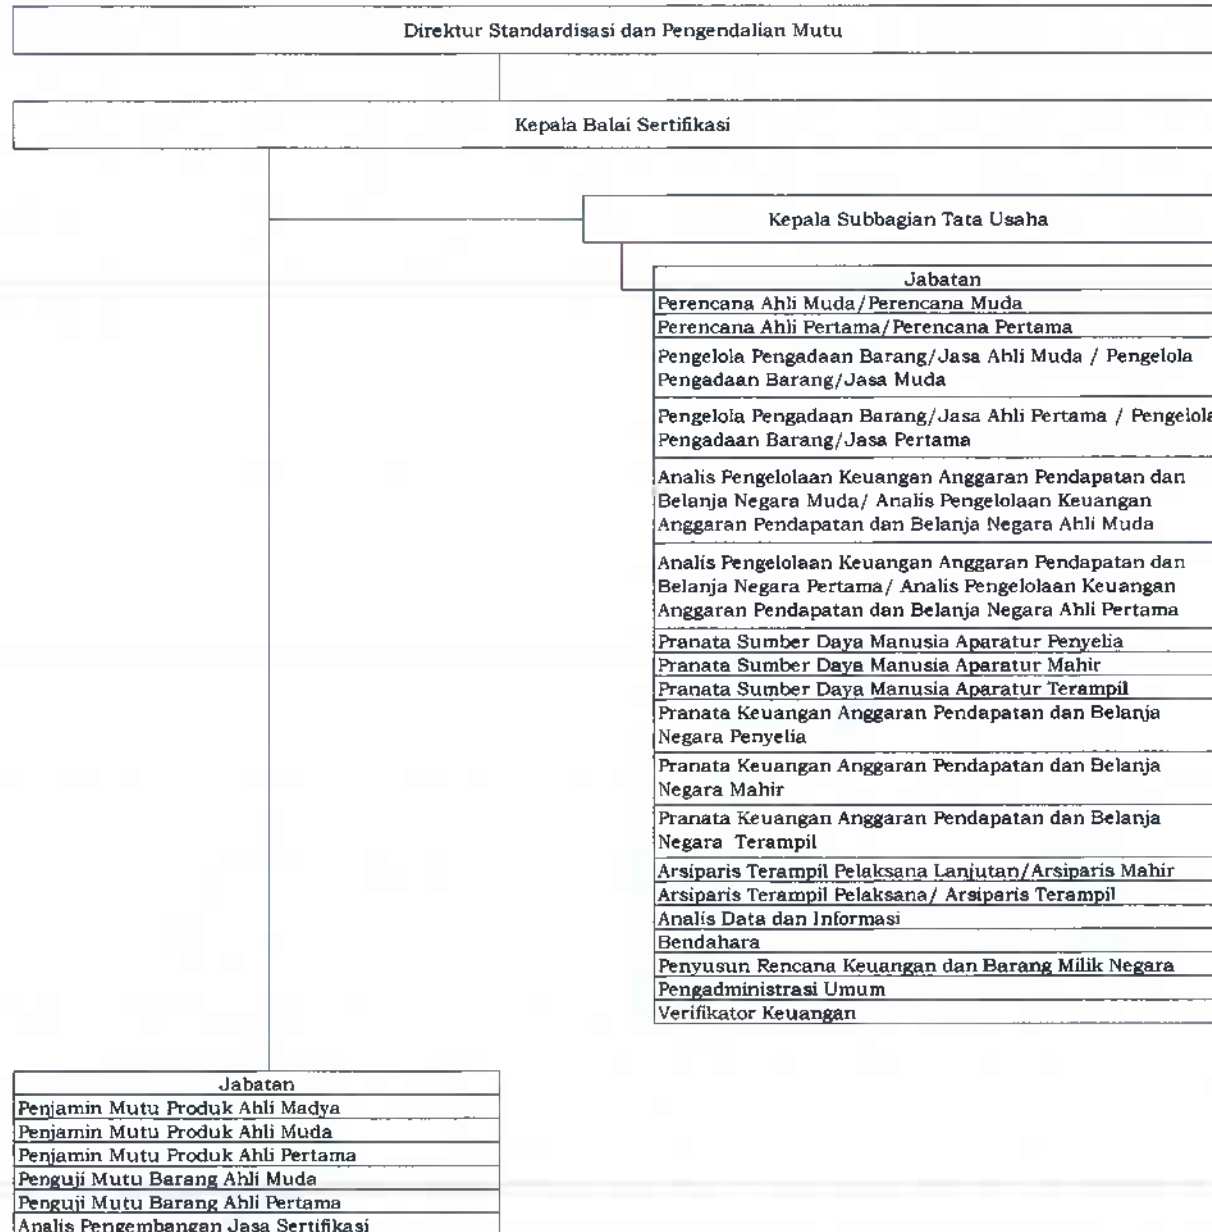 Direktur Standardisasi dan Pengendalian Mutu
Kepala Balai Sertifikasi
Kepala Subbagian Tata Usaha
Jabatan
Perencana Ahli Muda/Perencana Muda
Perencana Ahli Pertama/Perencana Pertama
Pengelola Pengadaan Barang/Jasa Ahli Muda / Pengelola
Pengadaan Barang/Jasa Muda
Pengelola Pengadaan Barang/Jasa Ahli Pertama / Pengelola
Pengadaan Barang/Jasa Pertama
Analis Pengelolaan Keuangan Anggaran Pendapatan dan
Belanja Negara Muda/ Analis Pengelolaan Keuangan
Anggaran Pendapatan dan Belanja Negara Ahli Muda
Analis Pengelolaan Keuangan Anggaran Pendapatan dan
Belanja Negara Pertama/ Analis Pengelolaan Keuangan
Anggaran Pendapatan dan Belanja Negara Ahli Pertama
Pranata Sumber Daya Manusia Aparatur Penyelia
Pranata Sumber Daya Manusia Aparatur Mahir
Pranata Sumber Daya Manusia Aparatur Terampil
Pranata Keuangan Anggaran Pendapatan dan Belanja
Negara Penyelia
Pranata Keuangan Anggaran Pendapatan dan Belanja
Negara Mahir
Pranata Keuangan Anggaran Pendapatan dan Belanja
Negara Terampil
Arsiparis Terampil Pelaksana Lanjutan/Arsiparis Mahir
Arsiparis Terampil Pelaksana/ Arsiparis Terampil
Analis Data dan Informasi
Bendahara
Penyusun Rencana Keuangan dan Barang Milik Negara
Pengadministrasi Umum
Verifikator Keuangan
Jabatan
Penjamin Mutu Produk Ahli Madya
Penjamin Mutu Produk Ahli Muda
Penjamin Mutu Produk Ahli Pertama
Penguji Mutu Barang Ahli Muda
Penguji Mutu Barang Ahli Pertama
Analis Pengembangan Jasa Sertifikasi